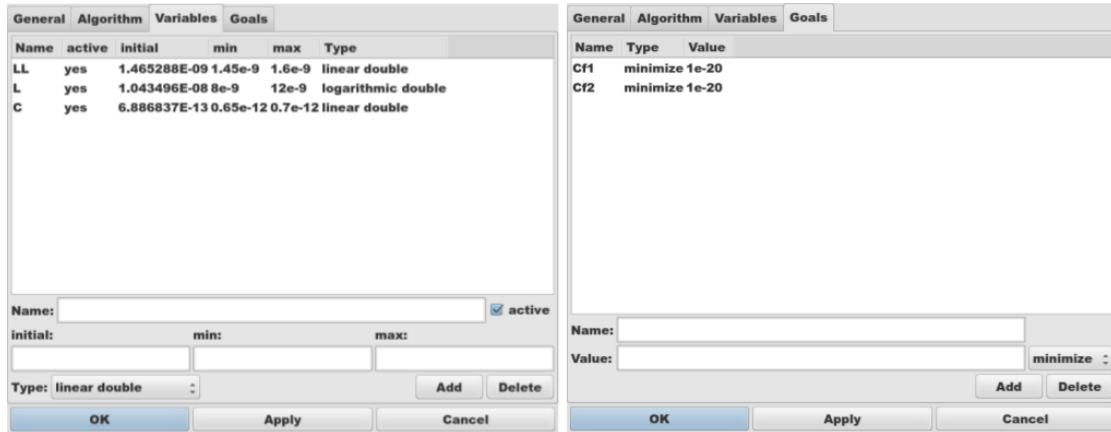 General Algorithm Variables Goals
Name active initial min max Type
LL yes 1.465288E-09 1.45e-9 1.6e-9 linear double
L yes 1.043496E-08 8e-9 12e-9 logarithmic double
C yes 6.886837E-13 0.65e-12 0.7e-12 linear double
Name: active
initial: min: max:
Type: linear double Add Delete
OK Apply Cancel
General Algorithm Variables Goals
Name Type Value
Cf1 minimize 1e-20
Cf2 minimize 1e-20
Name:
Value: minimize
Add Delete
OK Apply Cancel